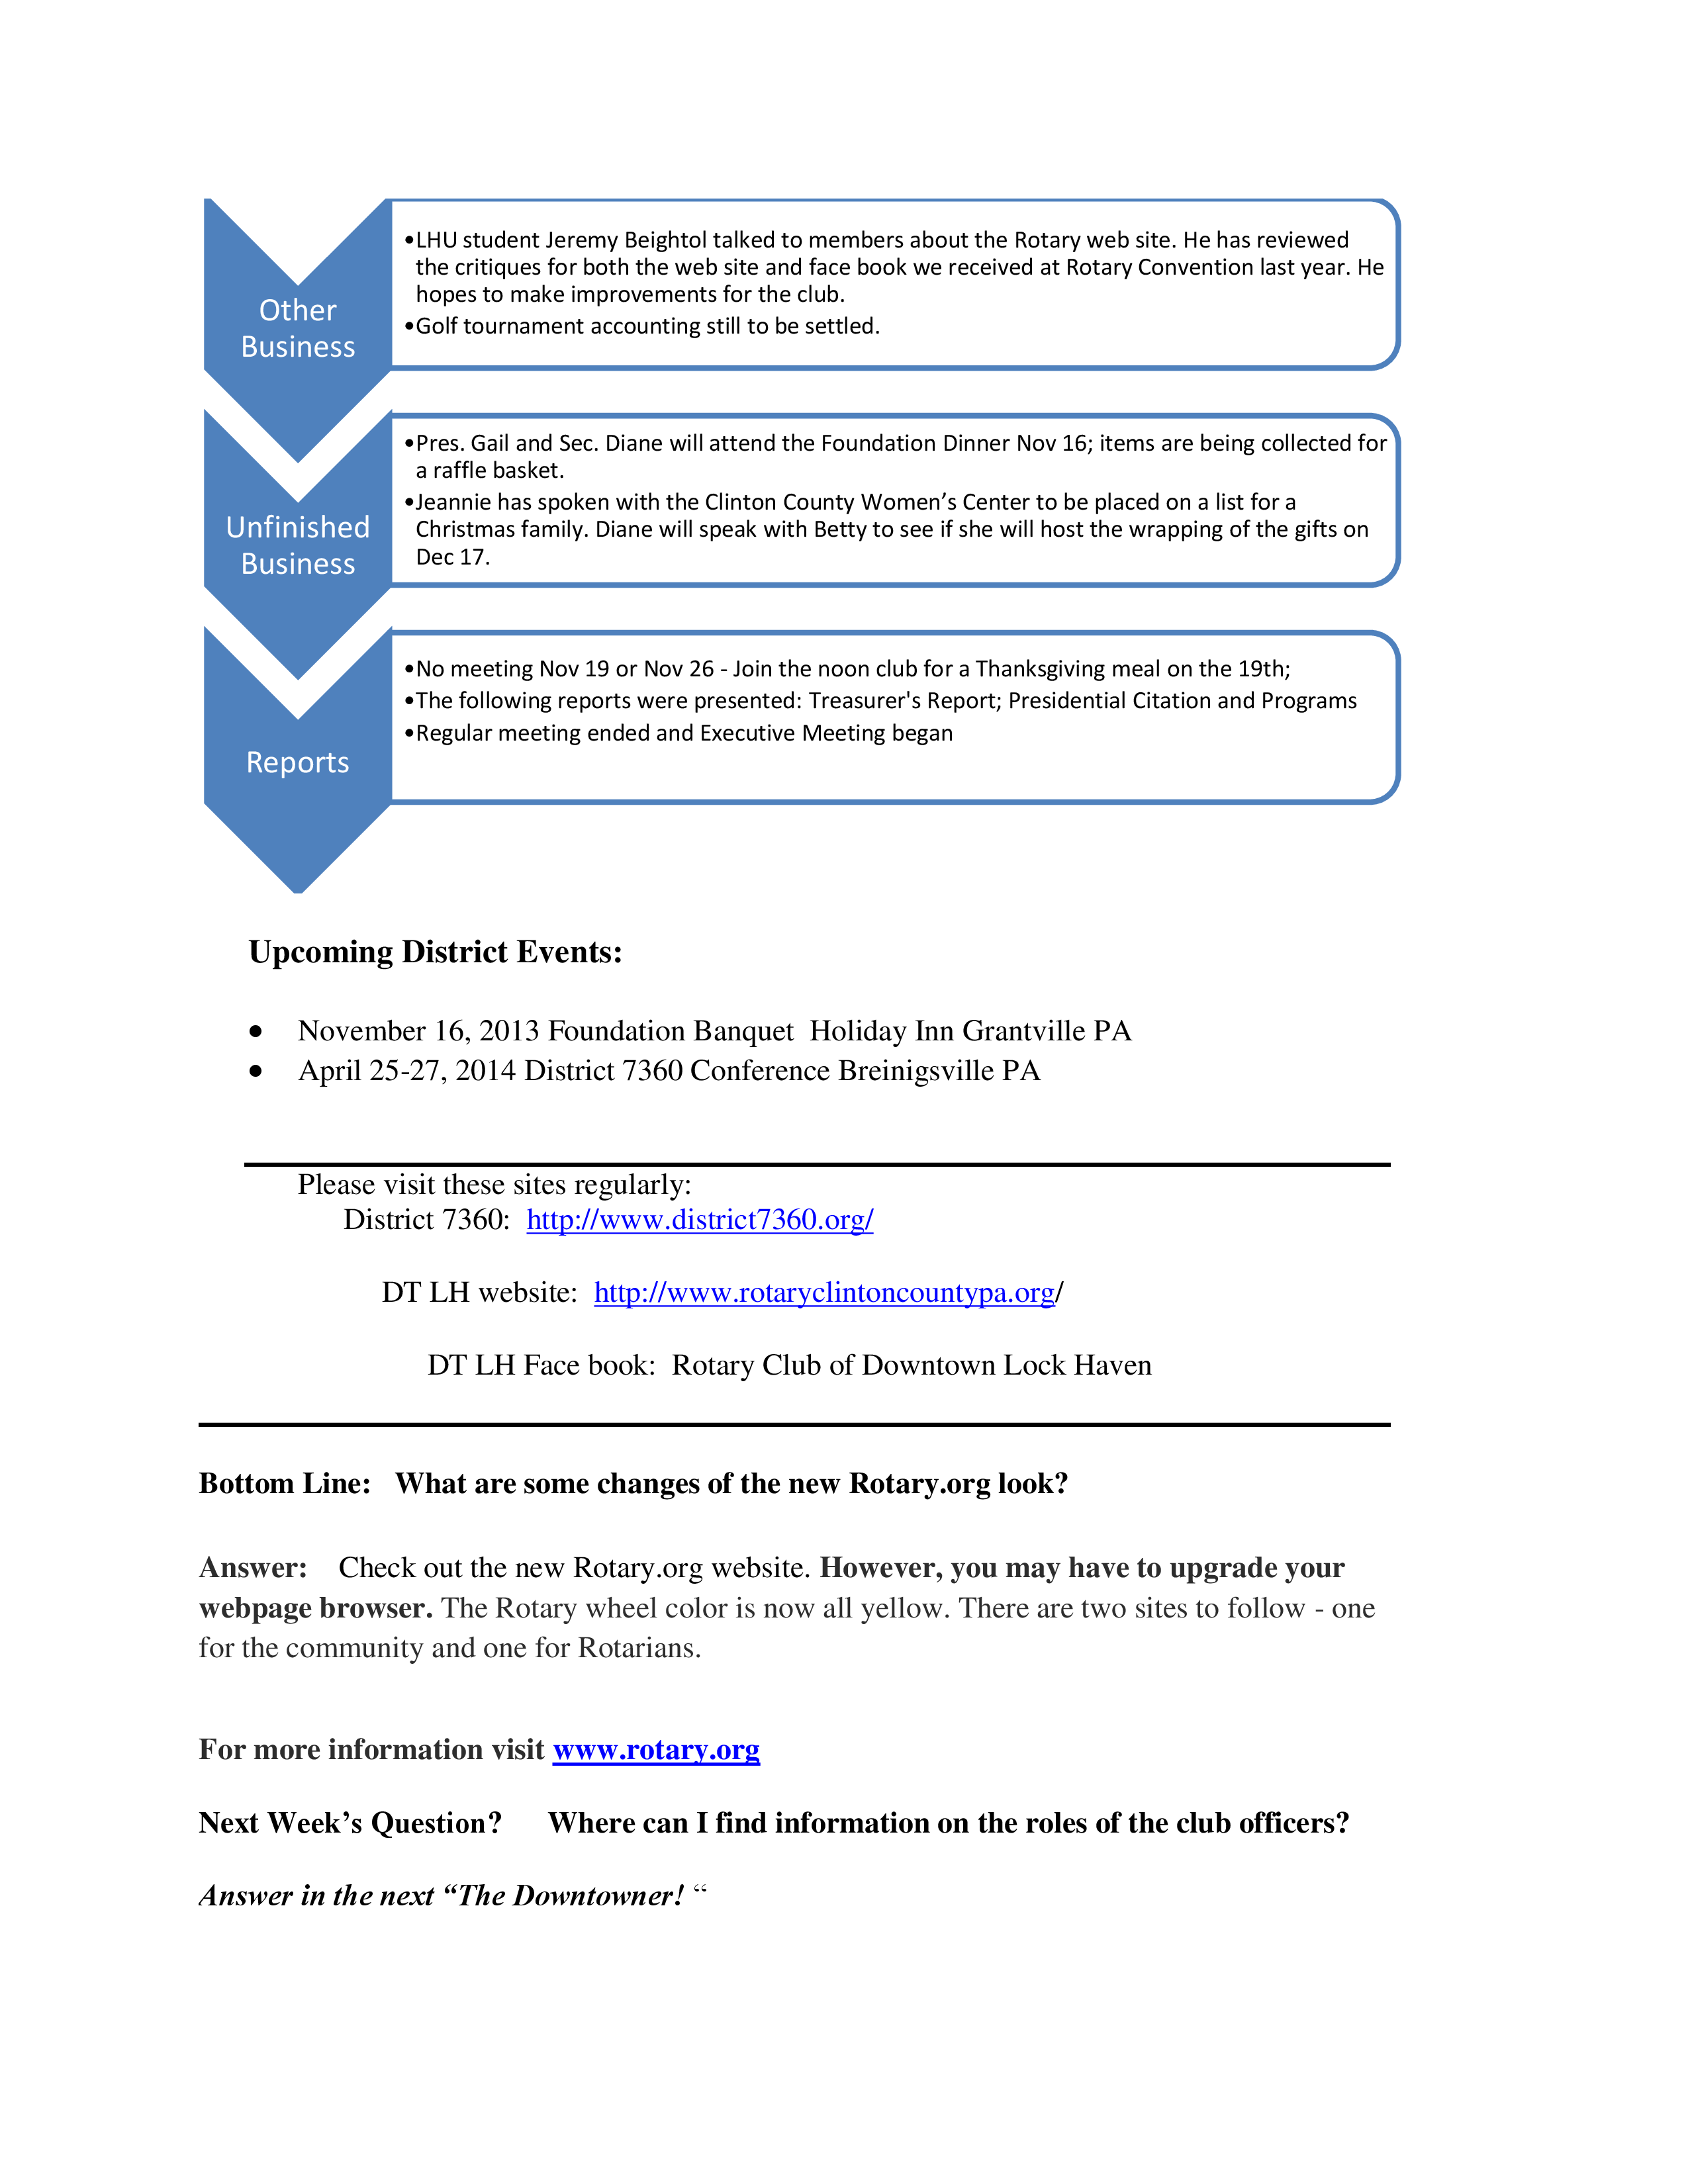 Other
Business
•LHU student Jeremy Beightol talked to members about the Rotary web site. He has reviewed
the critiques for both the web site and face book we received at Rotary Convention last year. He
hopes to make improvements for the club.
•Golf tournament accounting still to be settled.
Unfinished
Business
•Pres. Gail and Sec. Diane will attend the Foundation Dinner Nov 16; items are being collected for
a raffle basket.
•Jeannie has spoken with the Clinton County Women’s Center to be placed on a list for a
Christmas family. Diane will speak with Betty to see if she will host the wrapping of the gifts on
Dec 17.
Reports
•No meeting Nov 19 or Nov 26 - Join the noon club for a Thanksgiving meal on the 19th;
•The following reports were presented: Treasurer's Report; Presidential Citation and Programs
•Regular meeting ended and Executive Meeting began
Upcoming District Events:
• November 16, 2013 Foundation Banquet  Holiday Inn Grantville PA
• April 25-27, 2014 District 7360 Conference Breinigsville PA
Please visit these sites regularly:
District 7360:  http://www.district7360.org/
DT LH website:  http://www.rotaryclintoncountypa.org/
DT LH Face book:  Rotary Club of Downtown Lock Haven
Bottom Line:   What are some changes of the new Rotary.org look?
Answer:    Check out the new Rotary.org website. However, you may have to upgrade your
webpage browser. The Rotary wheel color is now all yellow. There are two sites to follow - one
for the community and one for Rotarians.
For more information visit www.rotary.org
Next Week’s Question?      Where can I find information on the roles of the club officers?
Answer in the next “The Downtowner! “